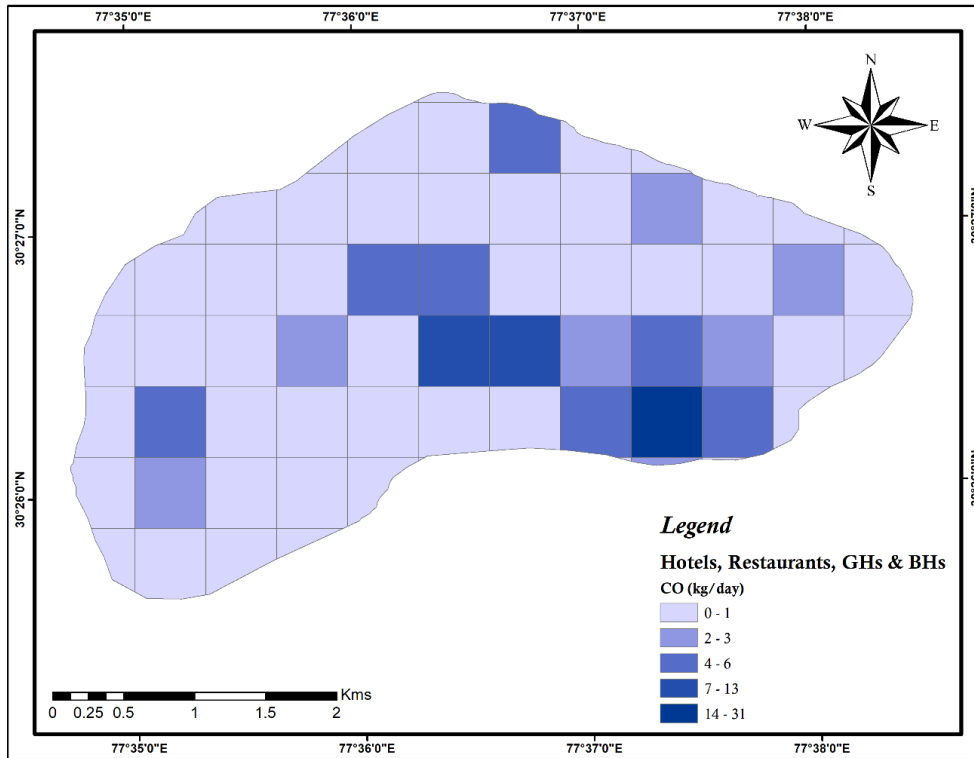 77°35'0"E 77°36'0"E 77°37'0"E 77°38'0"E
N
W E
S
30°27'0"N
30°26'0"N
Legend
Hotels, Restaurants, GHs & BHs
CO (kg/day)
0 - 1
2 - 3
4 - 6
7 - 13
14 - 31
Kms
0 0.25 0.5 1 1.5 2
77°35'0"E 77°36'0"E 77°37'0"E 77°38'0"E